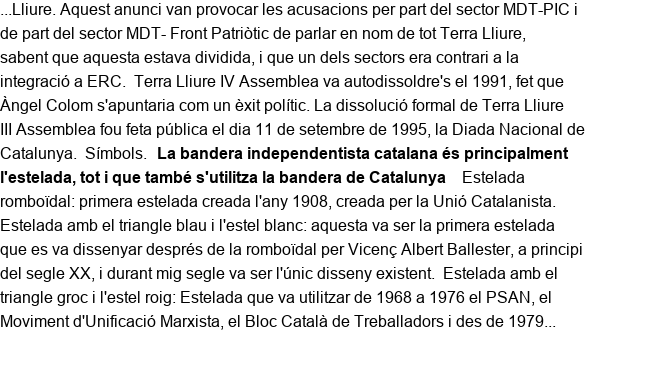 ...Lliure. Aquest anunci van provocar les acusacions per part del sector MDT-PIC i
de part del sector MDT- Front Patriòtic de parlar en nom de tot Terra Lliure,
sabent que aquesta estava dividida, i que un dels sectors era contrari a la
integració a ERC.  Terra Lliure IV Assemblea va autodissoldre's el 1991, fet que
Àngel Colom s'apuntaria com un èxit polític. La dissolució formal de Terra Lliure
III Assemblea fou feta pública el dia 11 de setembre de 1995, la Diada Nacional de
Catalunya.  Símbols.  La bandera independentista catalana és principalment
l'estelada, tot i que també s'utilitza la bandera de Catalunya    Estelada
romboïdal: primera estelada creada l'any 1908, creada per la Unió Catalanista.
Estelada amb el triangle blau i l'estel blanc: aquesta va ser la primera estelada
que es va dissenyar després de la romboïdal per Vicenç Albert Ballester, a principi
del segle XX, i durant mig segle va ser l'únic disseny existent.  Estelada amb el
triangle groc i l'estel roig: Estelada que va utilitzar de 1968 a 1976 el PSAN, el
Moviment d'Unificació Marxista, el Bloc Català de Treballadors i des de 1979...